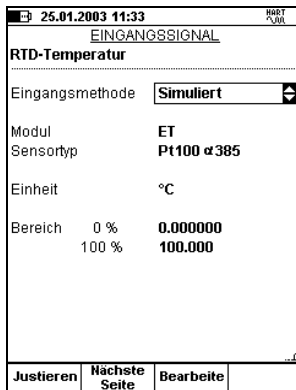 25.01.2003 11:33 HART
EINGANGSSIGNAL
RTD-Temperatur
Eingangsmethode Simuliert
Modul ET
Sensortyp Pt100 α385
Einheit °C
Bereich 0 % 0.000000
100 % 100.000
Justieren Nächste Seite Bearbeite